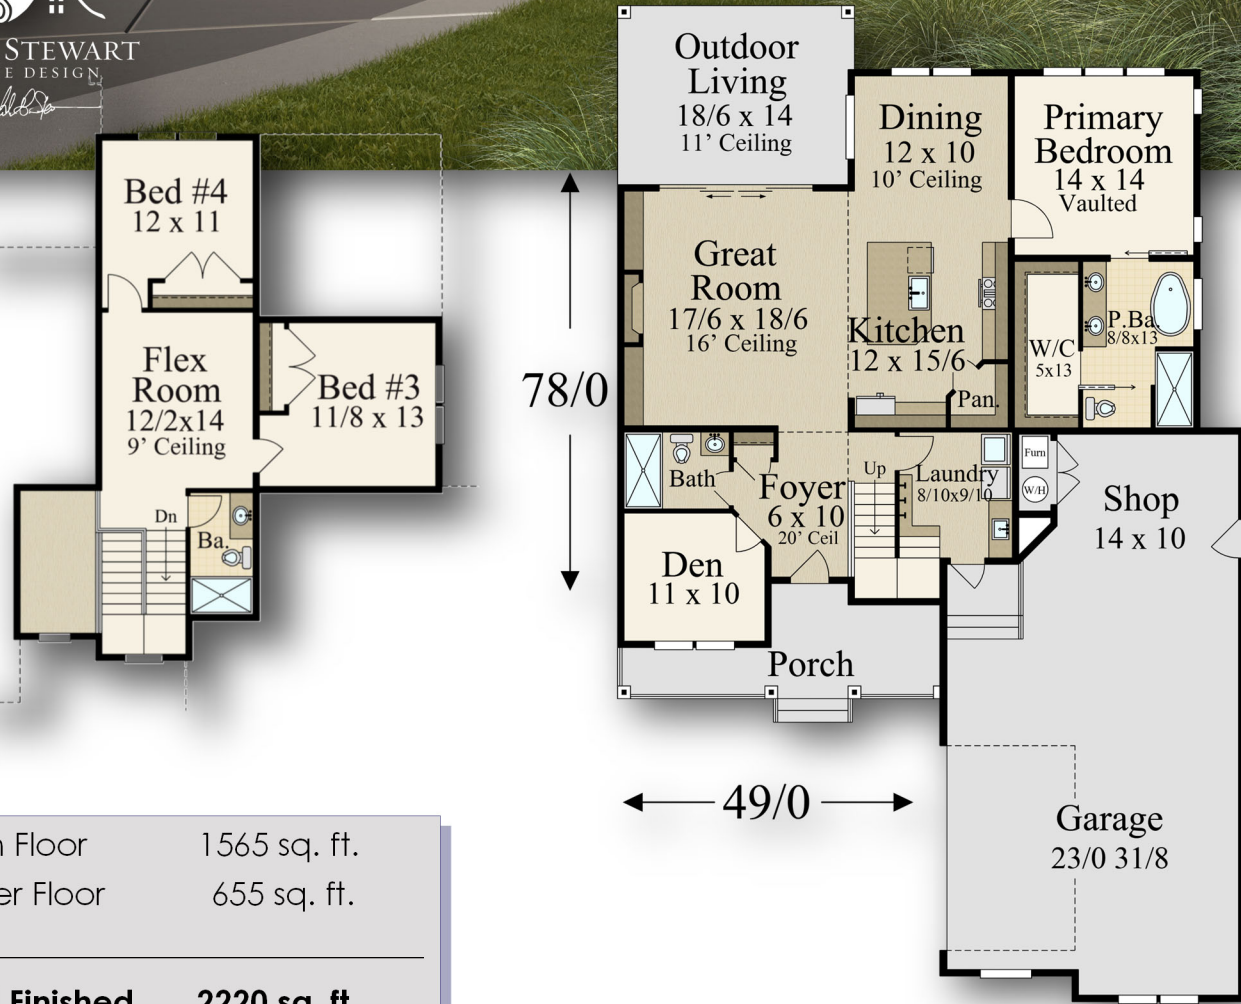 STEWART
E DESIGN
Bed #4
12 x 11
Flex
Room
12/2x14
9' Ceiling
Bed #3
11/8 x 13
Dn
Ba.
Outdoor
Living
18/6 x 14
11' Ceiling
Dining
12 x 10
10' Ceiling
Primary
Bedroom
14 x 14
Vaulted
Great
Room
17/6 x 18/6
16' Ceiling
Kitchen
12 x 15/6
Pan.
W/C
5x13
P.Ba.
8/8x13
78/0
Bath
Foyer
6 x 10
20' Ceil
Up
Laundry
8/10x9/10
Furn
W/H
Shop
14 x 10
Den
11 x 10
Porch
49/0
Garage
23/0 31/8
Floor 1565 sq. ft.
er Floor 655 sq. ft.
Finished 2220 sq. ft.